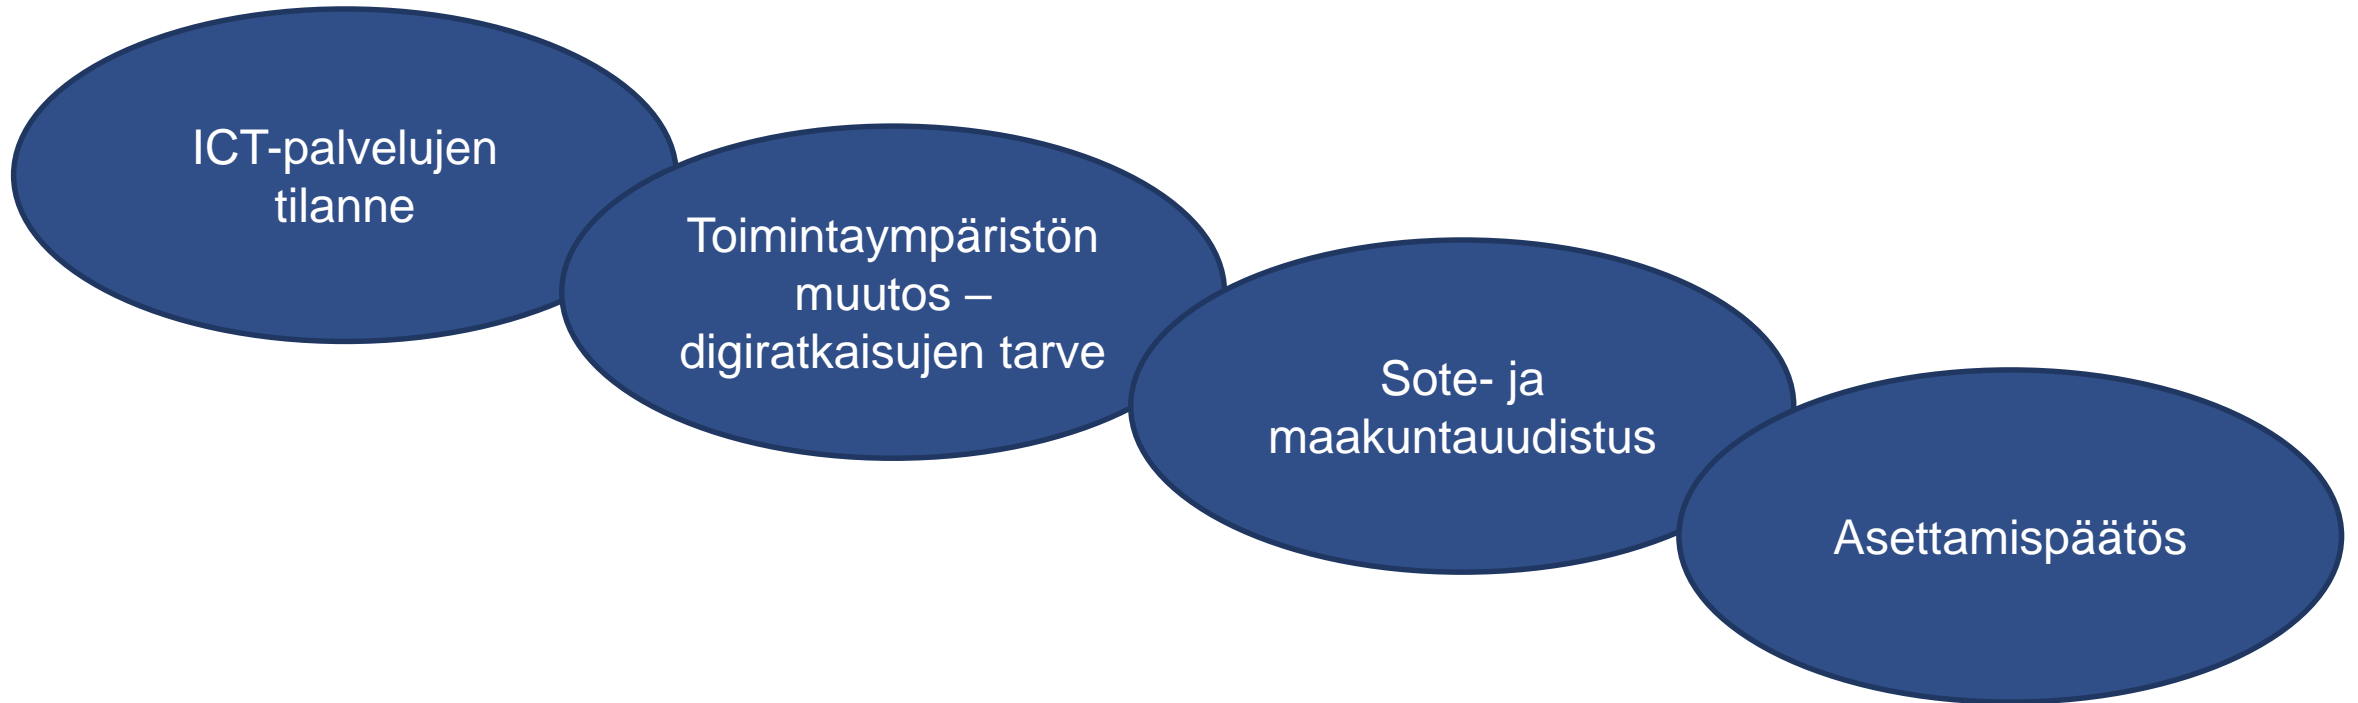 ICT-palvelujen
tilanne
Toimintaympäristön
muutos –
digiratkaisujen tarve
Sote- ja
maakuntauudistus
Asettamispäätös